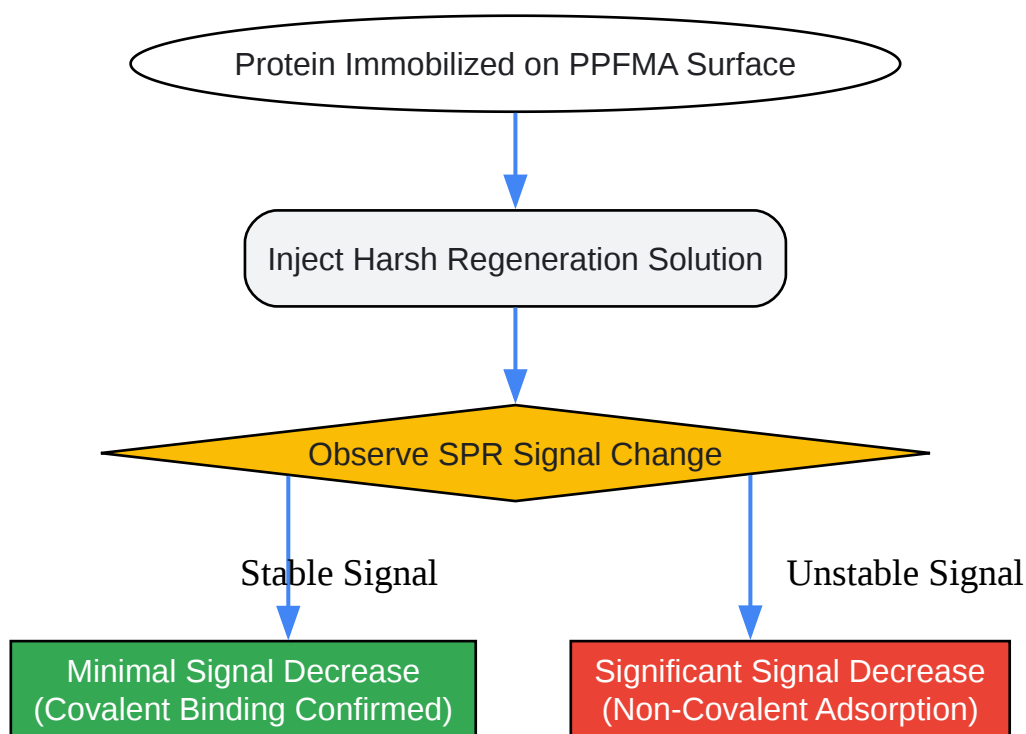 Protein Immobilized on PPFMA Surface
Inject Harsh Regeneration Solution
Observe SPR Signal Change
Stable Signal
Unstable Signal
Minimal Signal Decrease
(Covalent Binding Confirmed)
Significant Signal Decrease
(Non-Covalent Adsorption)